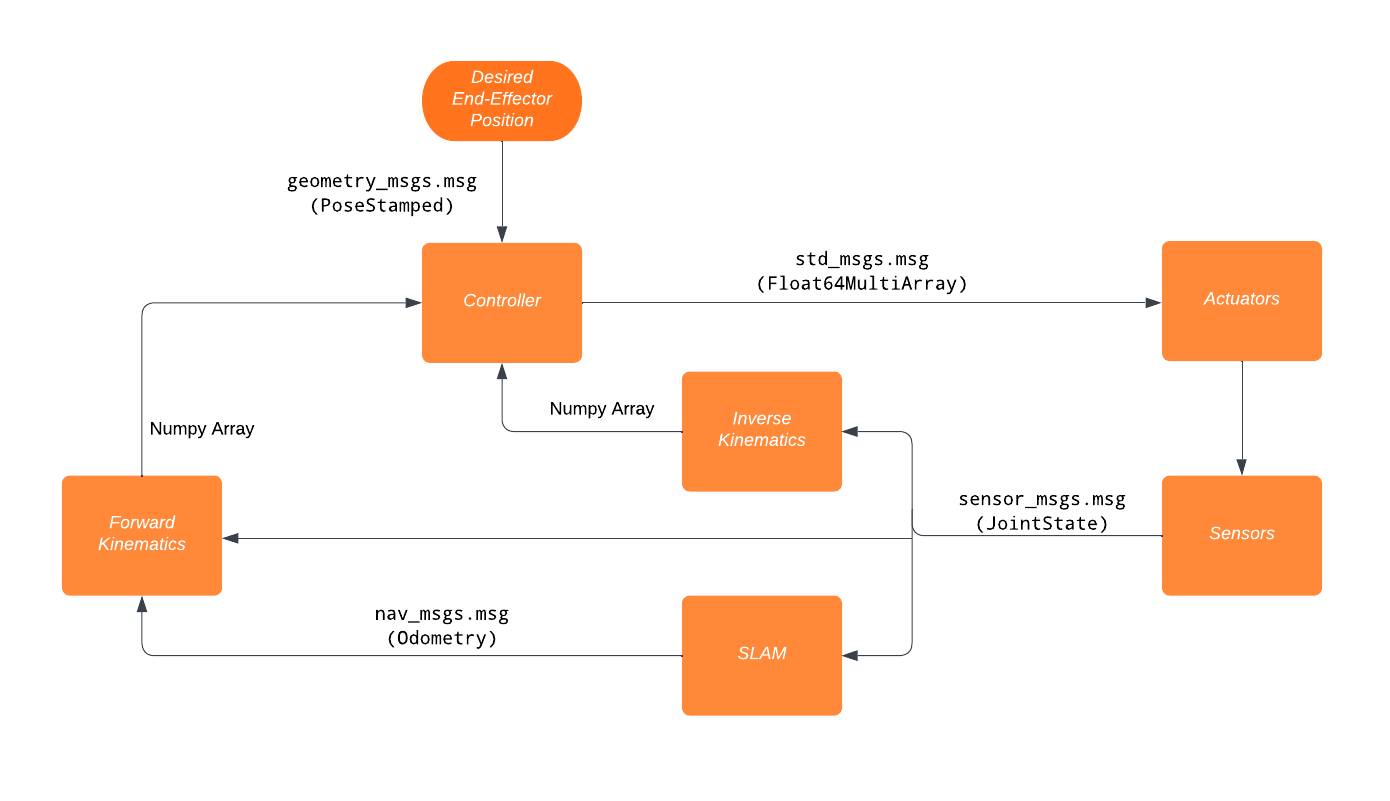 Desired
End-Effector
Position
geometry_msgs.msg
(PoseStamped)
std_msgs.msg
(Float64MultiArray)
Controller
Actuators
Numpy Array
Inverse
Kinematics
Numpy Array
sensor_msgs.msg
(JointState)
Forward
Kinematics
Sensors
nav_msgs.msg
(Odometry)
SLAM